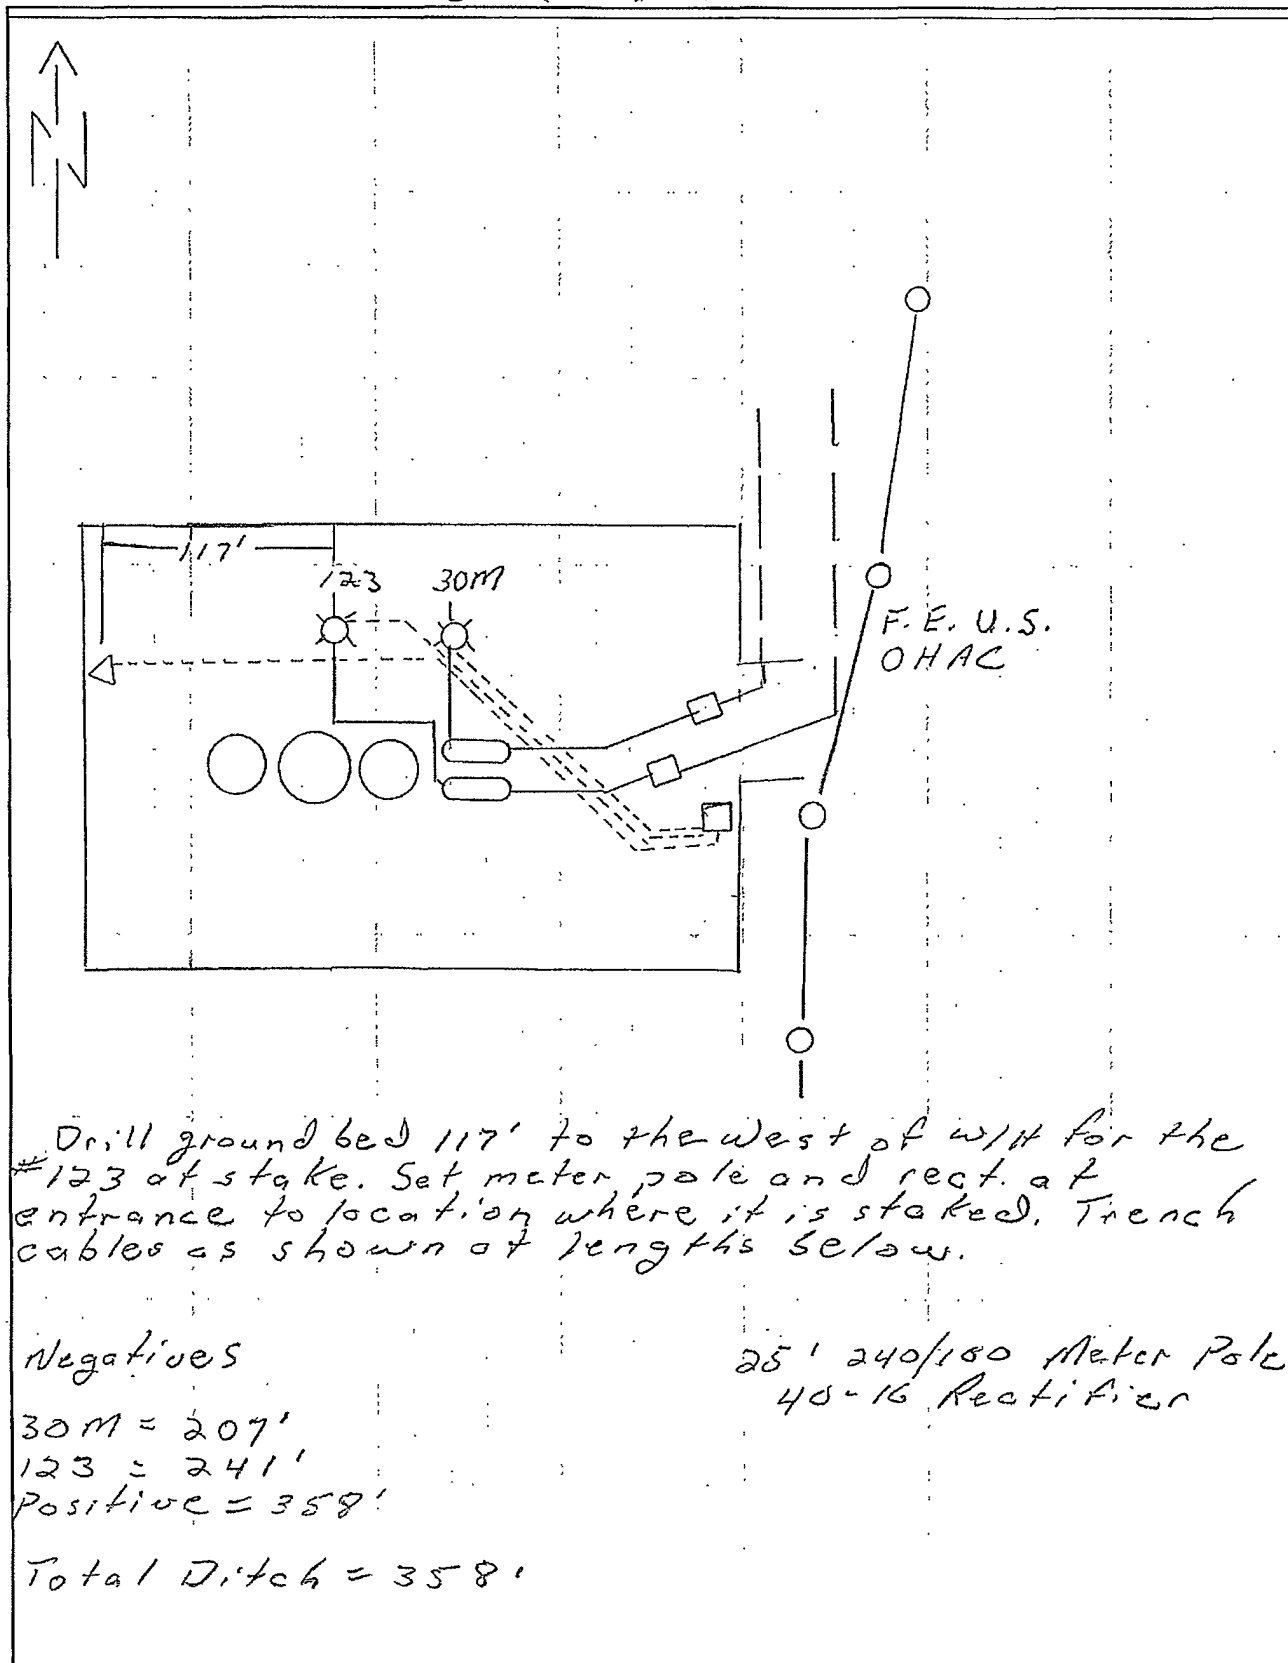 N
117'
123 30M
F.E.U.S.
OHAC
Drill ground bed 117' to the west of W/H for the
#123 at stake. Set meter pole and rect. at
entrance to location where it is staked. Trench
cables as shown at lengths below.
Negatives
25' 240/100 Meter Pole
40-16 Rectifier
30M = 207'
123 = 241'
Positive = 358'
Total Ditch = 358'